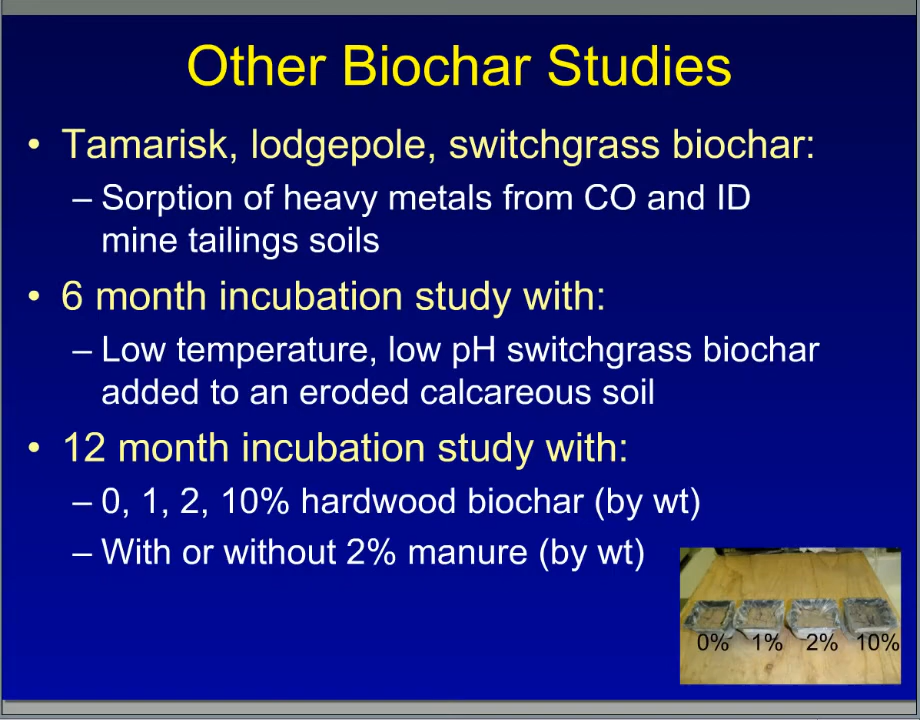 Other Biochar Studies
• Tamarisk, lodgepole, switchgrass biochar:
– Sorption of heavy metals from CO and ID
mine tailings soils
• 6 month incubation study with:
– Low temperature, low pH switchgrass biochar
added to an eroded calcareous soil
• 12 month incubation study with:
– 0, 1, 2, 10% hardwood biochar (by wt)
– With or without 2% manure (by wt)
0% 1% 2% 10%